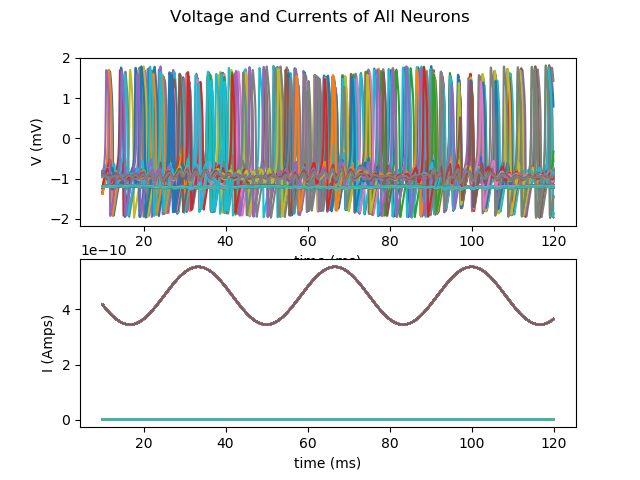 Voltage and Currents of All Neurons
2
1
0
−1
−2
V (mV)
20 40 60 80 100 120
time (ms)
1e−10
4
2
0
I (Amps)
20 40 60 80 100 120
time (ms)